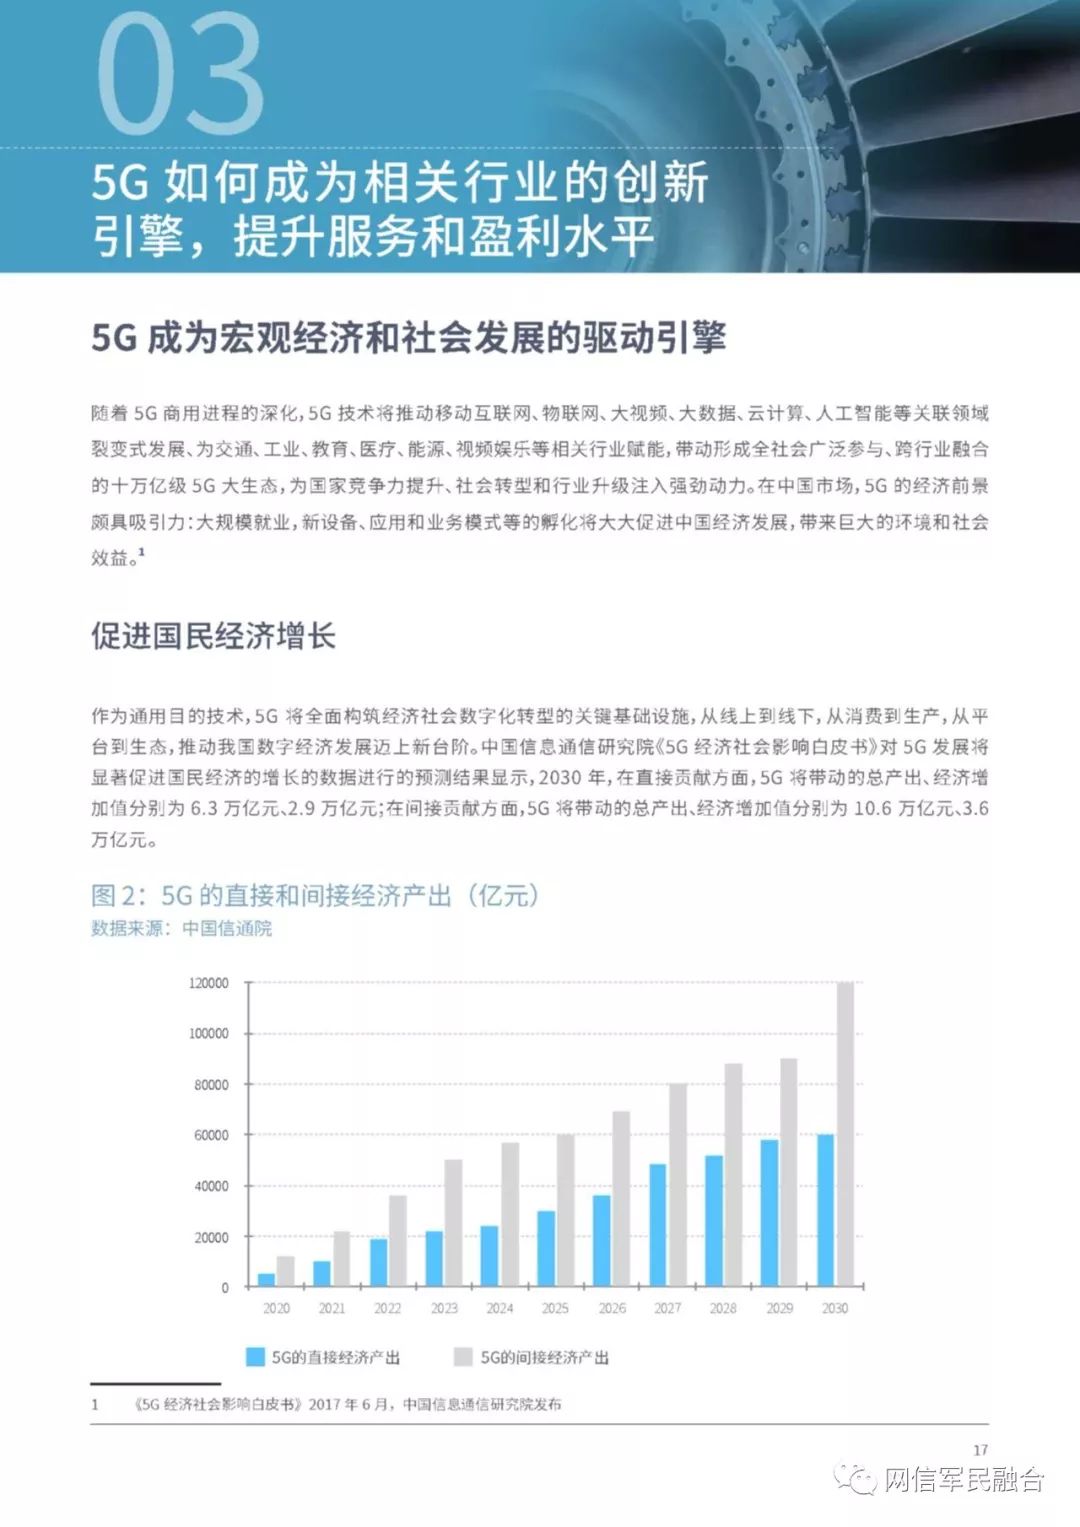 03
5G 如何成为相关行业的创新
引擎，提升服务和盈利水平
5G 成为宏观经济和社会发展的驱动引擎
随着 5G 商用进程的深化，5G 技术将推动移动互联网、物联网、大视频、大数据、云计算、人工智能等关联领域
裂变式发展、为交通、工业、教育、医疗、能源、视频娱乐等相关行业赋能，带动形成全社会广泛参与、跨行业融合
的十万亿级 5G 大生态，为国家竞争力提升、社会转型和行业升级注入强劲动力。在中国市场，5G 的经济前景
颇具吸引力：大规模就业，新设备、应用和业务模式等的孵化将大大促进中国经济发展，带来巨大的环境和社会
效益。1
促进国民经济增长
作为通用目的技术，5G 将全面构筑经济社会数字化转型的关键基础设施，从线上到线下，从消费到生产，从平
台到生态，推动我国数字经济发展迈上新台阶。中国信息通信研究院《5G 经济社会影响白皮书》对 5G 发展将
显著促进国民经济的增长的数据进行的预测结果显示，2030 年，在直接贡献方面，5G 将带动的总产出、经济增
加值分别为 6.3 万亿元、2.9 万亿元；在间接贡献方面，5G 将带动的总产出、经济增加值分别为 10.6 万亿元、3.6
万亿元。
图 2：5G 的直接和间接经济产出（亿元）
数据来源：中国信通院
120000
100000
80000
60000
40000
20000
0
2020 2021 2022 2023 2024 2025 2026 2027 2028 2029 2030
5G的直接经济产出 5G的间接经济产出
1 《5G 经济社会影响白皮书》2017 年 6 月，中国信息通信研究院发布
17
网信军民融合